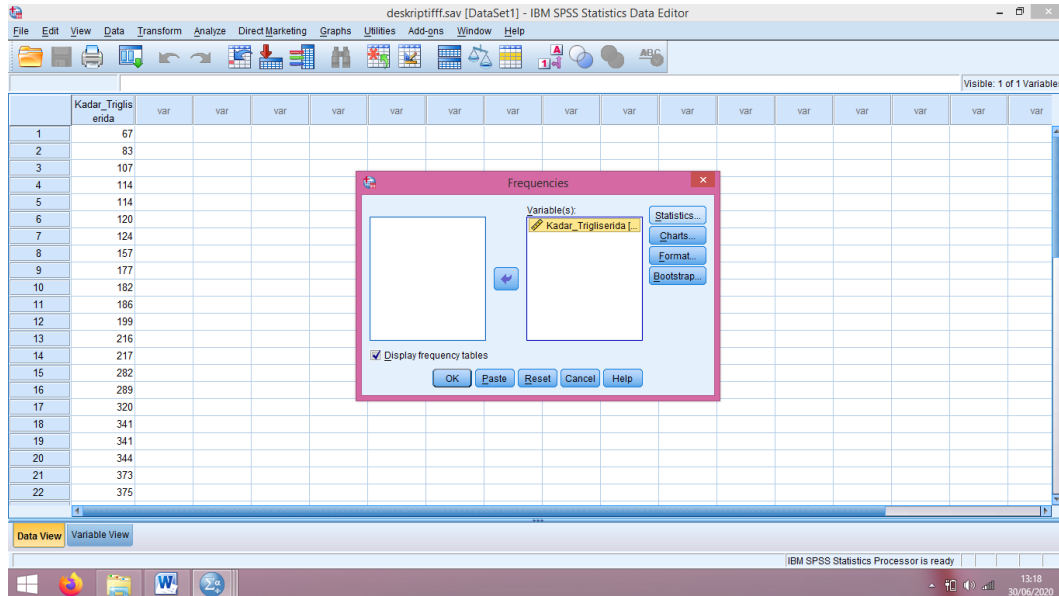 deskriptifff.sav [DataSet1] - IBM SPSS Statistics Data Editor
File Edit View Data Transform Analyze Direct Marketing Graphs Utilities Add-ons Window Help
Visible: 1 of 1 Variable
Kadar_Triglis
erida
var var var var var var var var var var var var var var var var
1 67
2 83
3 107
4 114
5 114
6 120
7 124
8 157
9 177
10 182
11 186
12 199
13 216
14 217
15 282
16 289
17 320
18 341
19 341
20 344
21 373
22 375
Frequencies
Variable(s):
Kadar_Trigliserida [...
Statistics...
Charts...
Format...
Bootstrap...
Display frequency tables
OK Paste Reset Cancel Help
Data View Variable View
IBM SPSS Statistics Processor is ready
13:18
30/06/2020